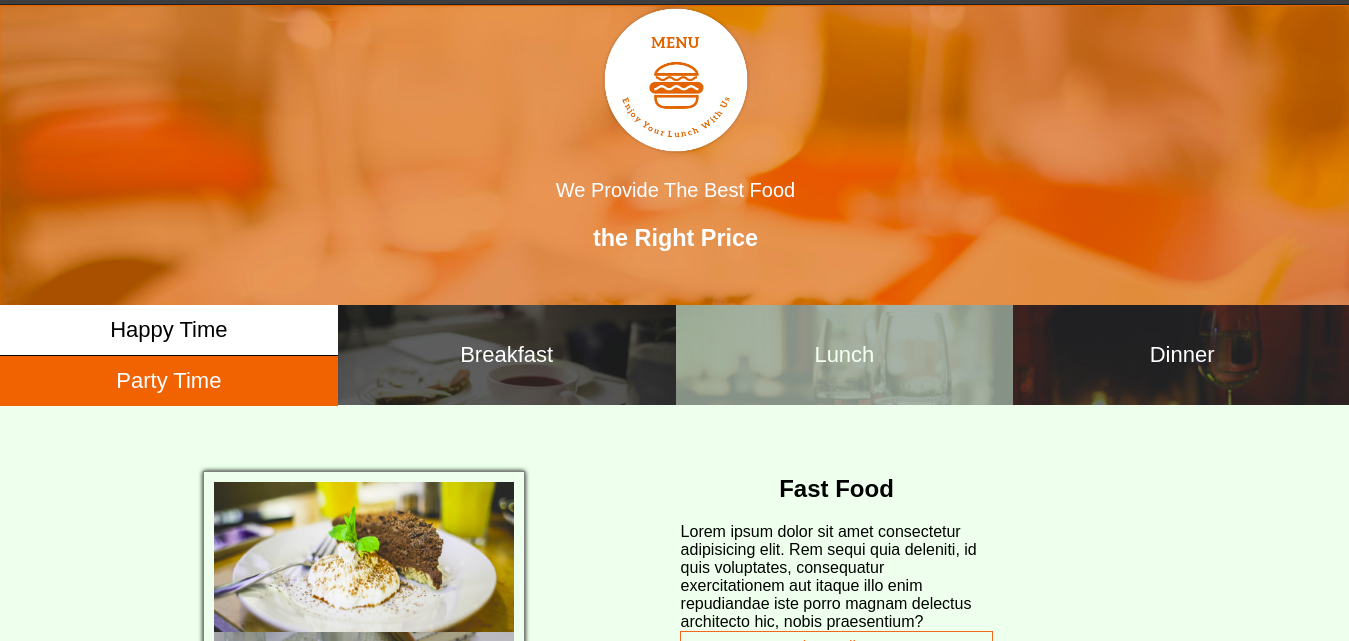 MENU
Enjoy Your Lunch With Us
We Provide The Best Food
the Right Price
Happy Time
Party Time
Breakfast
Lunch
Dinner
Fast Food
Lorem ipsum dolor sit amet consectetur
adipisicing elit. Rem sequi quia deleniti, id
quis voluptates, consequatur
exercitationem aut itaque illo enim
repudiandae iste porro magnam delectus
architecto hic, nobis praesentium?